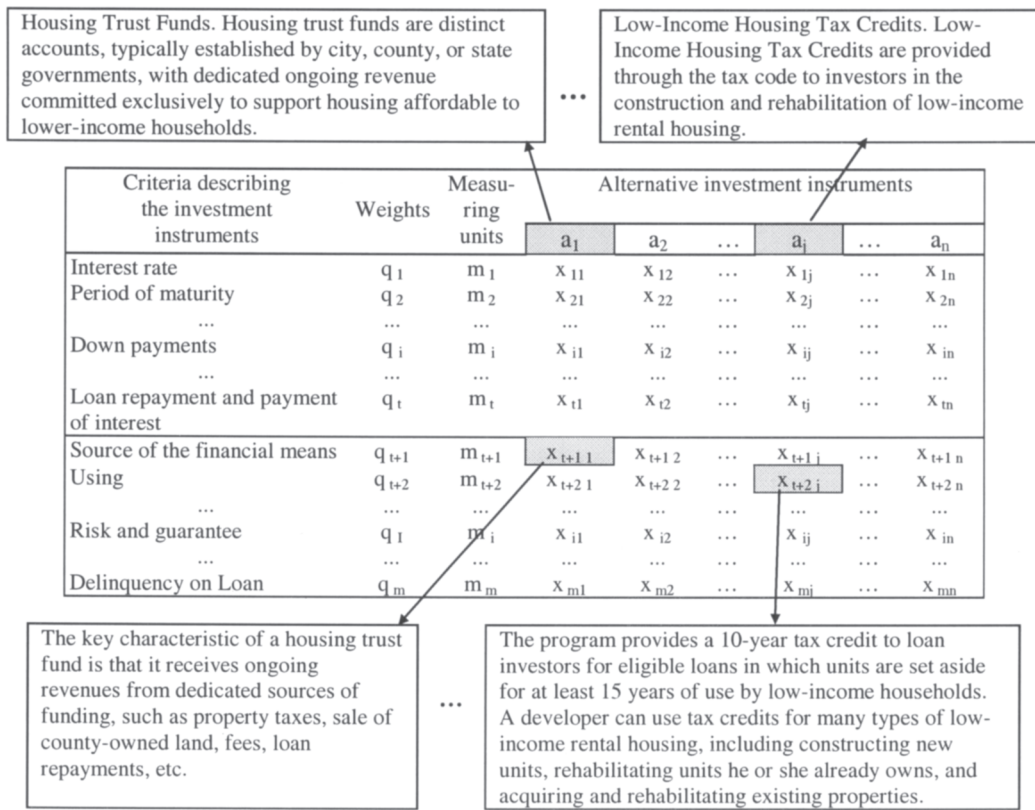 Housing Trust Funds. Housing trust funds are distinct
accounts, typically established by city, county, or state
governments, with dedicated ongoing revenue
committed exclusively to support housing affordable to
lower-income households.
...
Low-Income Housing Tax Credits. Low-
Income Housing Tax Credits are provided
through the tax code to investors in the
construction and rehabilitation of low-income
rental housing.
Criteria describing
the investment
instruments
Weights
Measu-
ring
units
Alternative investment instruments
a1 a2 ... aj ... an
Interest rate q1 m1 x11 x12 ... x1j ... x1n
Period of maturity q2 m2 x21 x22 ... x2j ... x2n
... ... ... ... ... ... ... ... ...
Down payments qi mi xi1 xi2 ... xij ... xin
... ... ... ... ... ... ... ... ...
Loan repayment and payment qt mt xt1 xt2 ... xtj ... xtn
of interest
Source of the financial means qt+1 mt+1 xt+1 1 xt+1 2 ... xt+1 j ... xt+1 n
Using qt+2 mt+2 xt+2 1 xt+2 2 ... xt+2 j ... xt+2 n
... ... ... ... ... ... ... ... ...
Risk and guarantee qI mi xi1 xi2 ... xij ... xin
... ... ... ... ... ... ... ... ...
Delinquency on Loan qm mm xm1 xm2 ... xmj ... xmn
The key characteristic of a housing trust
fund is that it receives ongoing
revenues from dedicated sources of
funding, such as property taxes, sale of
county-owned land, fees, loan
repayments, etc.
...
The program provides a 10-year tax credit to loan
investors for eligible loans in which units are set aside
for at least 15 years of use by low-income households.
A developer can use tax credits for many types of low-
income rental housing, including constructing new
units, rehabilitating units he or she already owns, and
acquiring and rehabilitating existing properties.